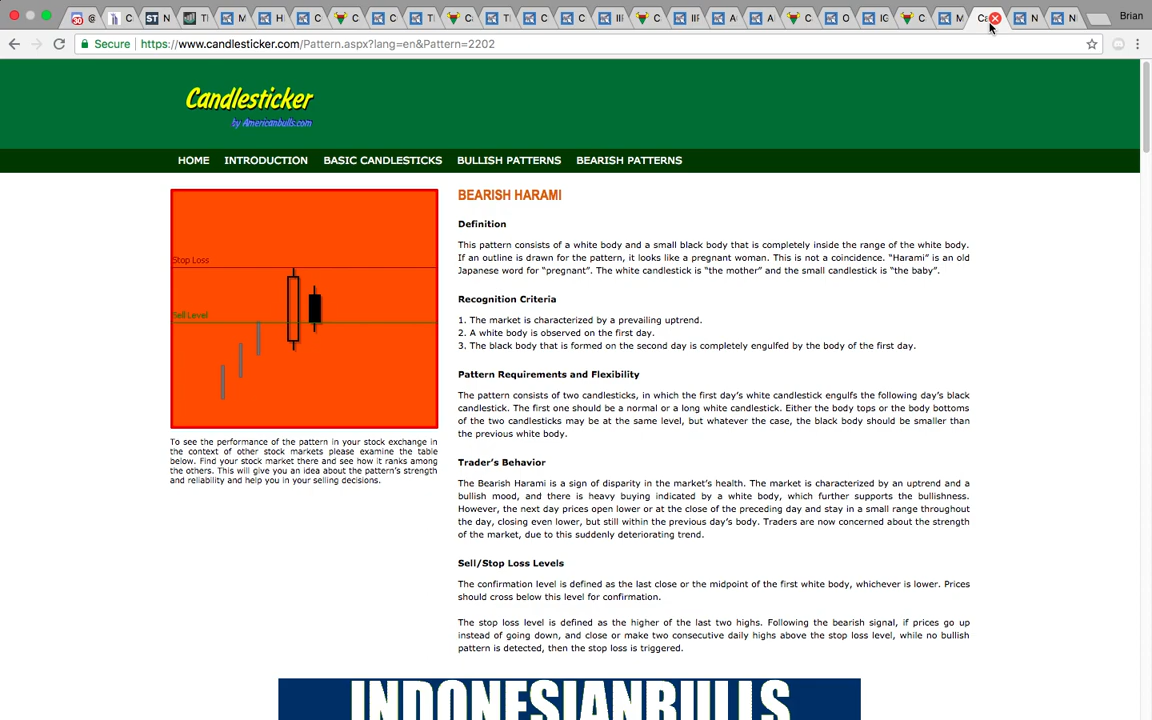 30 @ C ST N TI M H C C C TI C TI C C III C III A A C O IG C M Ca N N Brian
Secure https://www.candlesticker.com/Pattern.aspx?lang=en&Pattern=2202
Candlesticker
by Americanbulls.com
HOME INTRODUCTION BASIC CANDLESTICKS BULLISH PATTERNS BEARISH PATTERNS
Stop Loss
Sell Level
To see the performance of the pattern in your stock exchange in
the context of other stock markets please examine the table
below. Find your stock market there and see how it ranks among
the others. This will give you an idea about the pattern's strength
and reliability and help you in your selling decisions.
BEARISH HARAMI
Definition
This pattern consists of a white body and a small black body that is completely inside the range of the white body.
If an outline is drawn for the pattern, it looks like a pregnant woman. This is not a coincidence. “Harami” is an old
Japanese word for “pregnant”. The white candlestick is “the mother” and the small candlestick is “the baby”.
Recognition Criteria
1. The market is characterized by a prevailing uptrend.
2. A white body is observed on the first day.
3. The black body that is formed on the second day is completely engulfed by the body of the first day.
Pattern Requirements and Flexibility
The pattern consists of two candlesticks, in which the first day’s white candlestick engulfs the following day’s black
candlestick. The first one should be a normal or a long white candlestick. Either the body tops or the body bottoms
of the two candlesticks may be at the same level, but whatever the case, the black body should be smaller than
the previous white body.
Trader’s Behavior
The Bearish Harami is a sign of disparity in the market’s health. The market is characterized by an uptrend and a
bullish mood, and there is heavy buying indicated by a white body, which further supports the bullishness.
However, the next day prices open lower or at the close of the preceding day and stay in a small range throughout
the day, closing even lower, but still within the previous day’s body. Traders are now concerned about the strength
of the market, due to this suddenly deteriorating trend.
Sell/Stop Loss Levels
The confirmation level is defined as the last close or the midpoint of the first white body, whichever is lower. Prices
should cross below this level for confirmation.
The stop loss level is defined as the higher of the last two highs. Following the bearish signal, if prices go up
instead of going down, and close or make two consecutive daily highs above the stop loss level, while no bullish
pattern is detected, then the stop loss is triggered.
INDONESIANBULLS